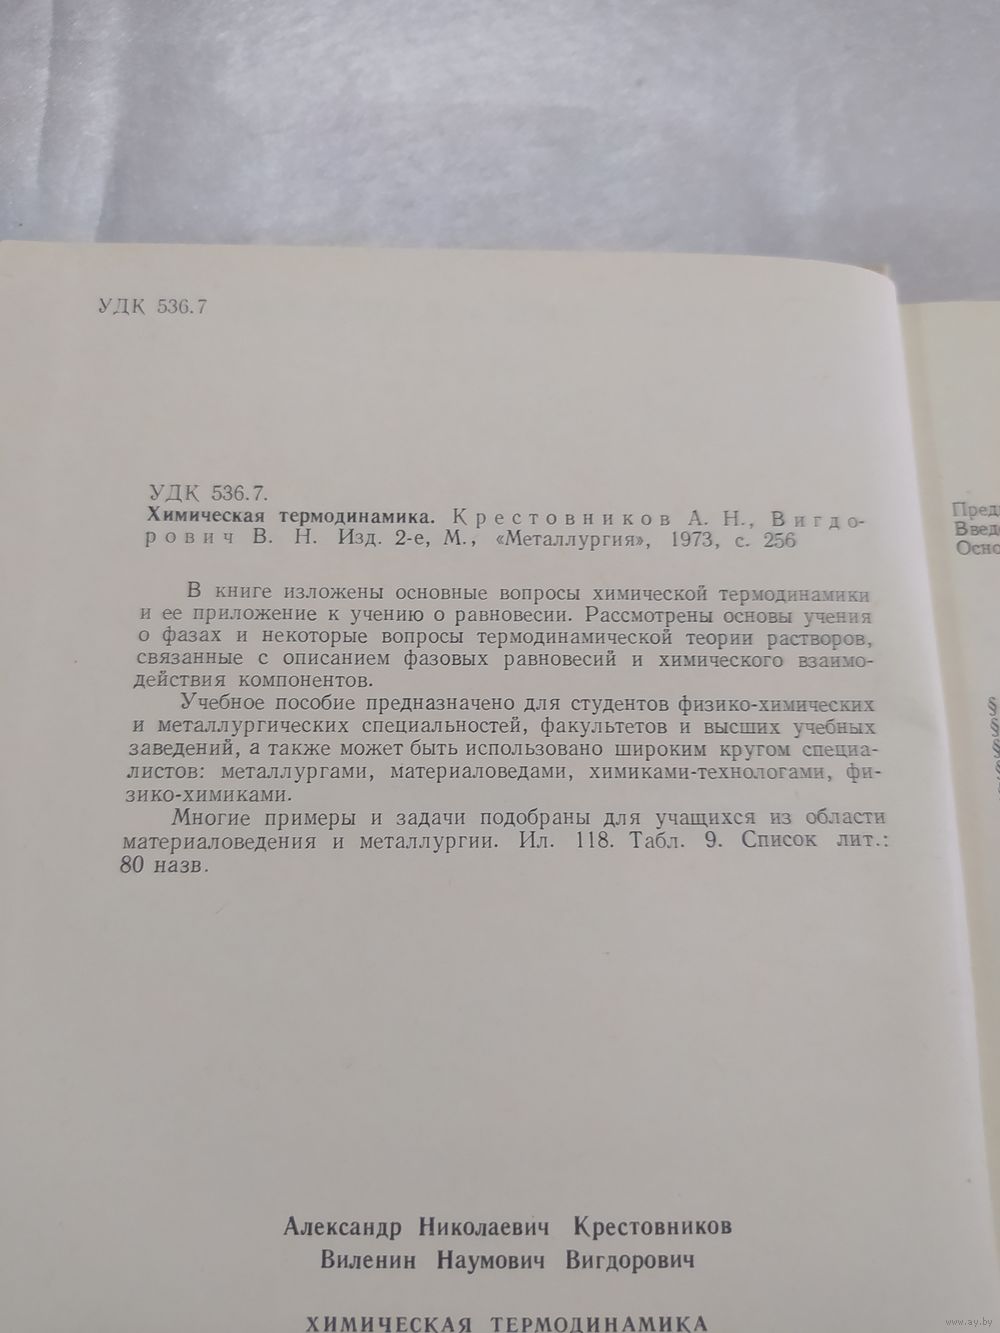 УДК 536.7
УДК 536.7.
Химическая термодинамика. Крестовников А. Н., Вигдо-
рович В. Н. Изд. 2-е, М., «Металлургия», 1973, с. 256
В книге изложены основные вопросы химической термодинамики
и ее приложение к учению о равновесии. Рассмотрены основы учения
о фазах и некоторые вопросы термодинамической теории растворов,
связанные с описанием фазовых равновесий и химического взаимо-
действия компонентов.
Учебное пособие предназначено для студентов физико-химических
и металлургических специальностей, факультетов и высших учебных
заведений, а также может быть использовано широким кругом специа-
листов: металлургами, материаловедами, химиками-технологами, фи-
зико-химиками.
Многие примеры и задачи подобраны для учащихся из области
материаловедения и металлургии. Ил. 118. Табл. 9. Список лит.:
80 назв.
Александр Николаевич Крестовников
Виленин Наумович Вигдорович
ХИМИЧЕСКАЯ ТЕРМОДИНАМИКА
www.ay.by